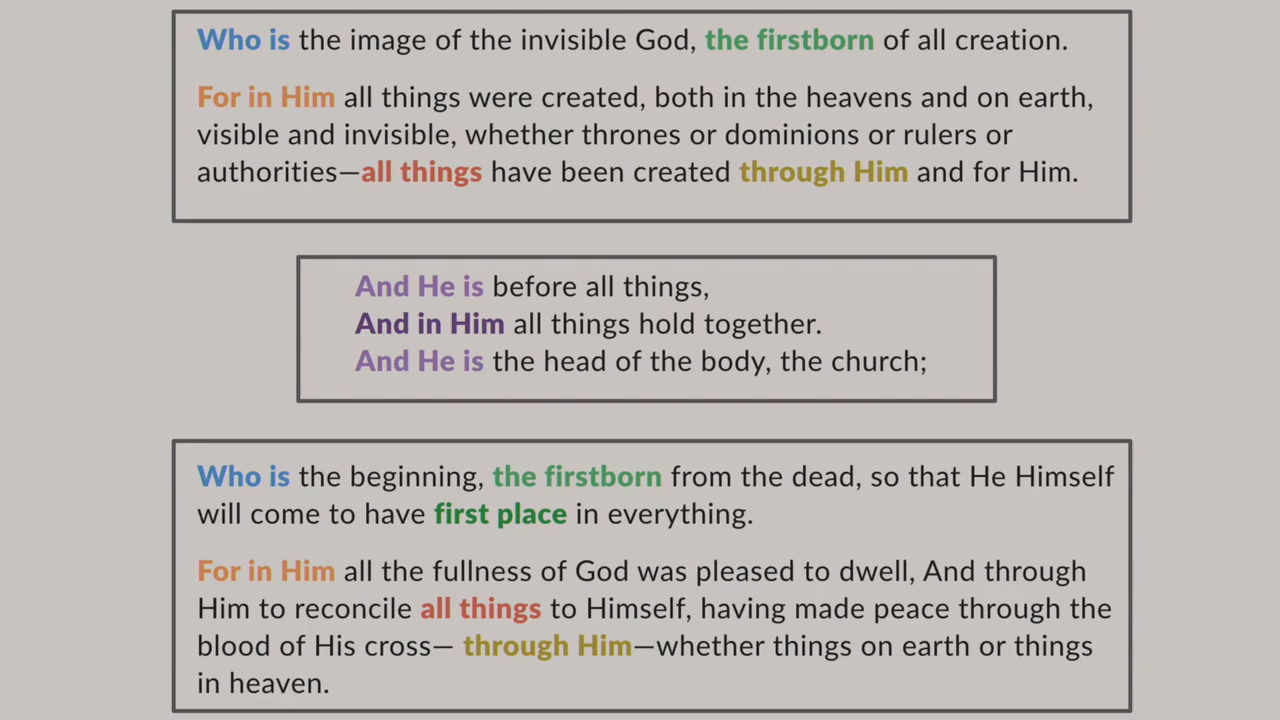 Who is the image of the invisible God, the firstborn of all creation.
For in Him all things were created, both in the heavens and on earth,
visible and invisible, whether thrones or dominions or rulers or
authorities—all things have been created through Him and for Him.
And He is before all things,
And in Him all things hold together.
And He is the head of the body, the church;
Who is the beginning, the firstborn from the dead, so that He Himself
will come to have first place in everything.
For in Him all the fullness of God was pleased to dwell, And through
Him to reconcile all things to Himself, having made peace through the
blood of His cross— through Him—whether things on earth or things
in heaven.